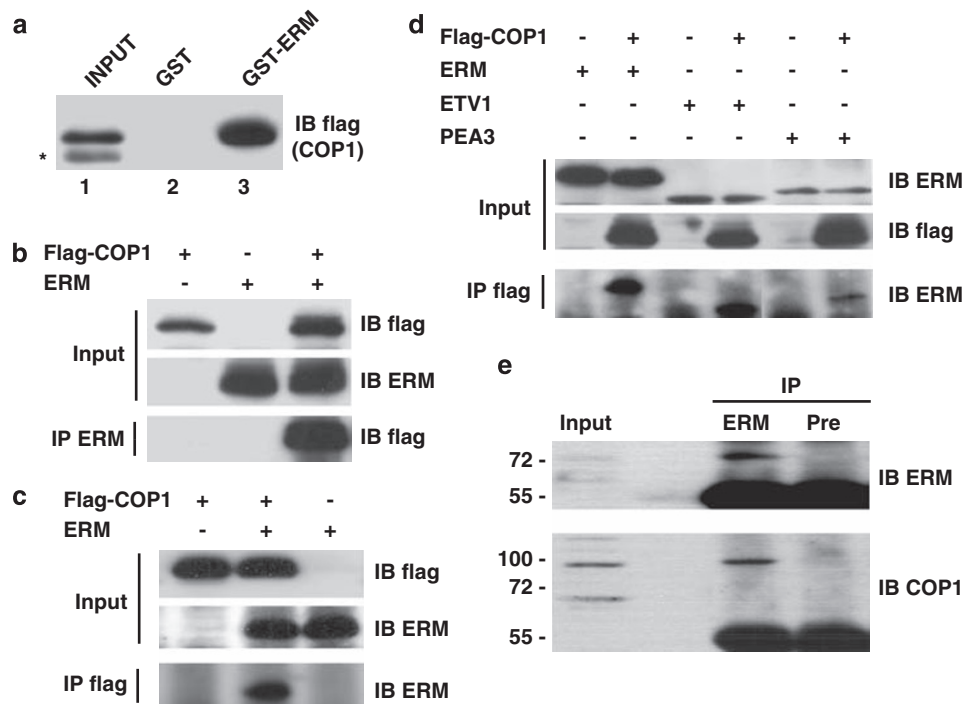 a
INPUT
GST
GST-ERM
IB flag
(COP1)
*
1 2 3
b
Flag-COP1 + - +
ERM - + +
Input
IB flag
IB ERM
IP ERM
IB flag
c
Flag-COP1 + + -
ERM - + +
Input
IB flag
IB ERM
IP flag
IB ERM
d
Flag-COP1 - + - + - +
ERM + + - - - -
ETV1 - - + + - -
PEA3 - - - - + +
Input
IB ERM
IB flag
IP flag
IB ERM
e
IP
Input ERM Pre
72 -
55 -
IB ERM
100 -
72 -
55 -
IB COP1